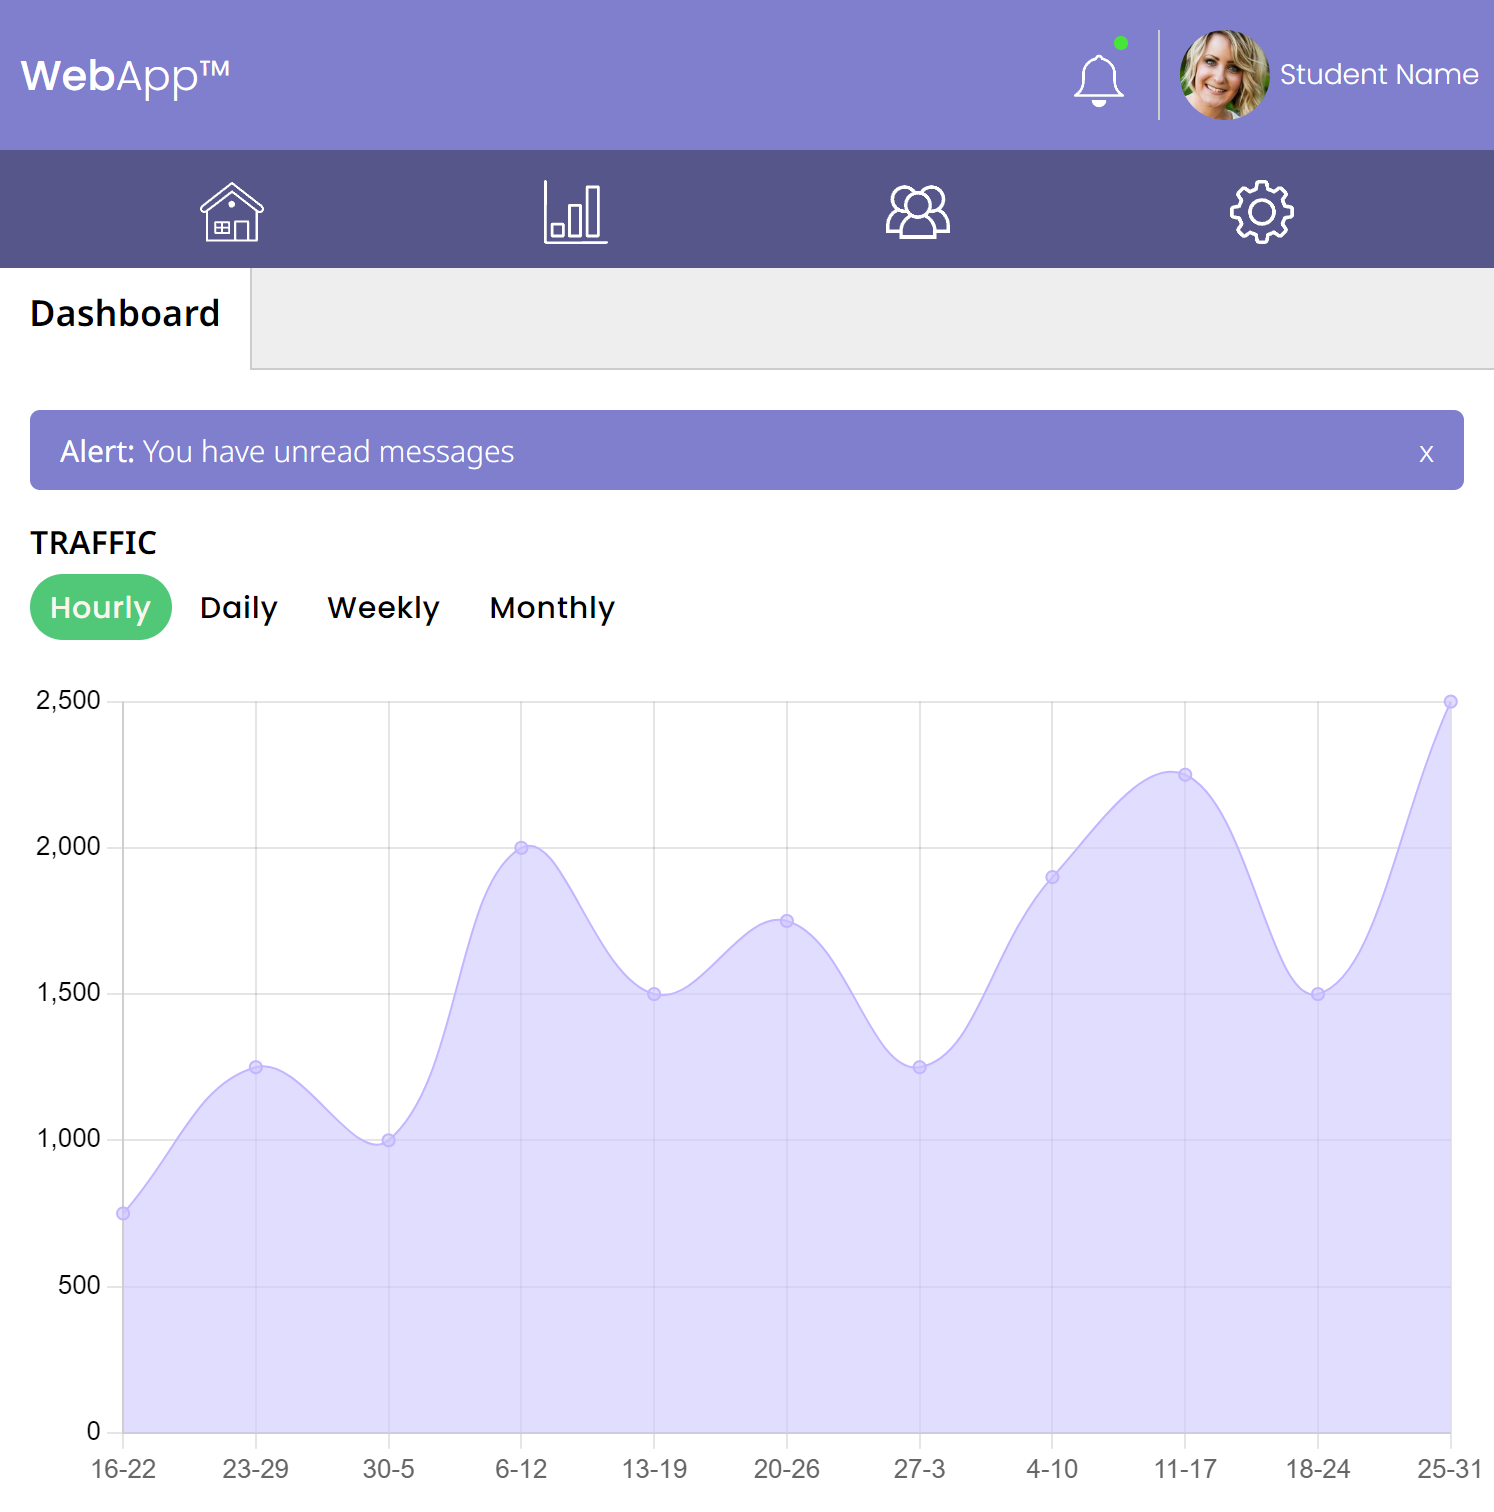 WebApp™
Student Name
Dashboard
Alert: You have unread messages
x
TRAFFIC
Hourly Daily Weekly Monthly
2,500
2,000
1,500
1,000
500
0
16-22 23-29 30-5 6-12 13-19 20-26 27-3 4-10 11-17 18-24 25-31